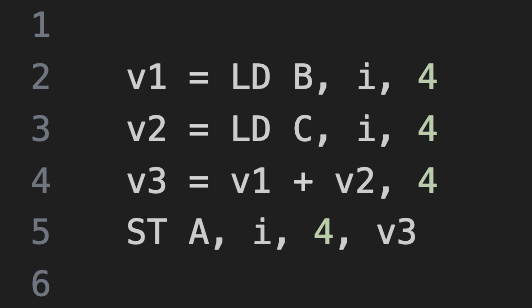 1
2 v1 = LD B, i, 4
3 v2 = LD C, i, 4
4 v3 = v1 + v2, 4
5 ST A, i, 4, v3
6